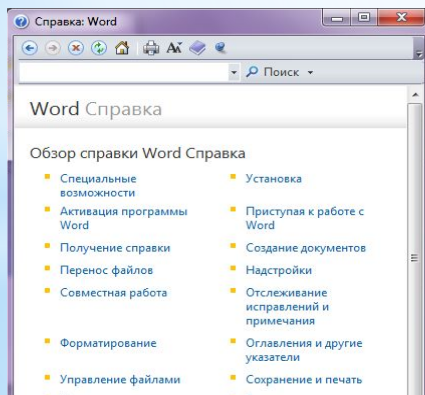 Справка: Word
Поиск
Word Справка
Обзор справки Word Справка
Специальные возможности
Установка
Активация программы Word
Приступая к работе с Word
Получение справки
Создание документов
Перенос файлов
Надстройки
Совместная работа
Отслеживание исправлений и примечания
Форматирование
Оглавления и другие указатели
Управление файлами
Сохранение и печать